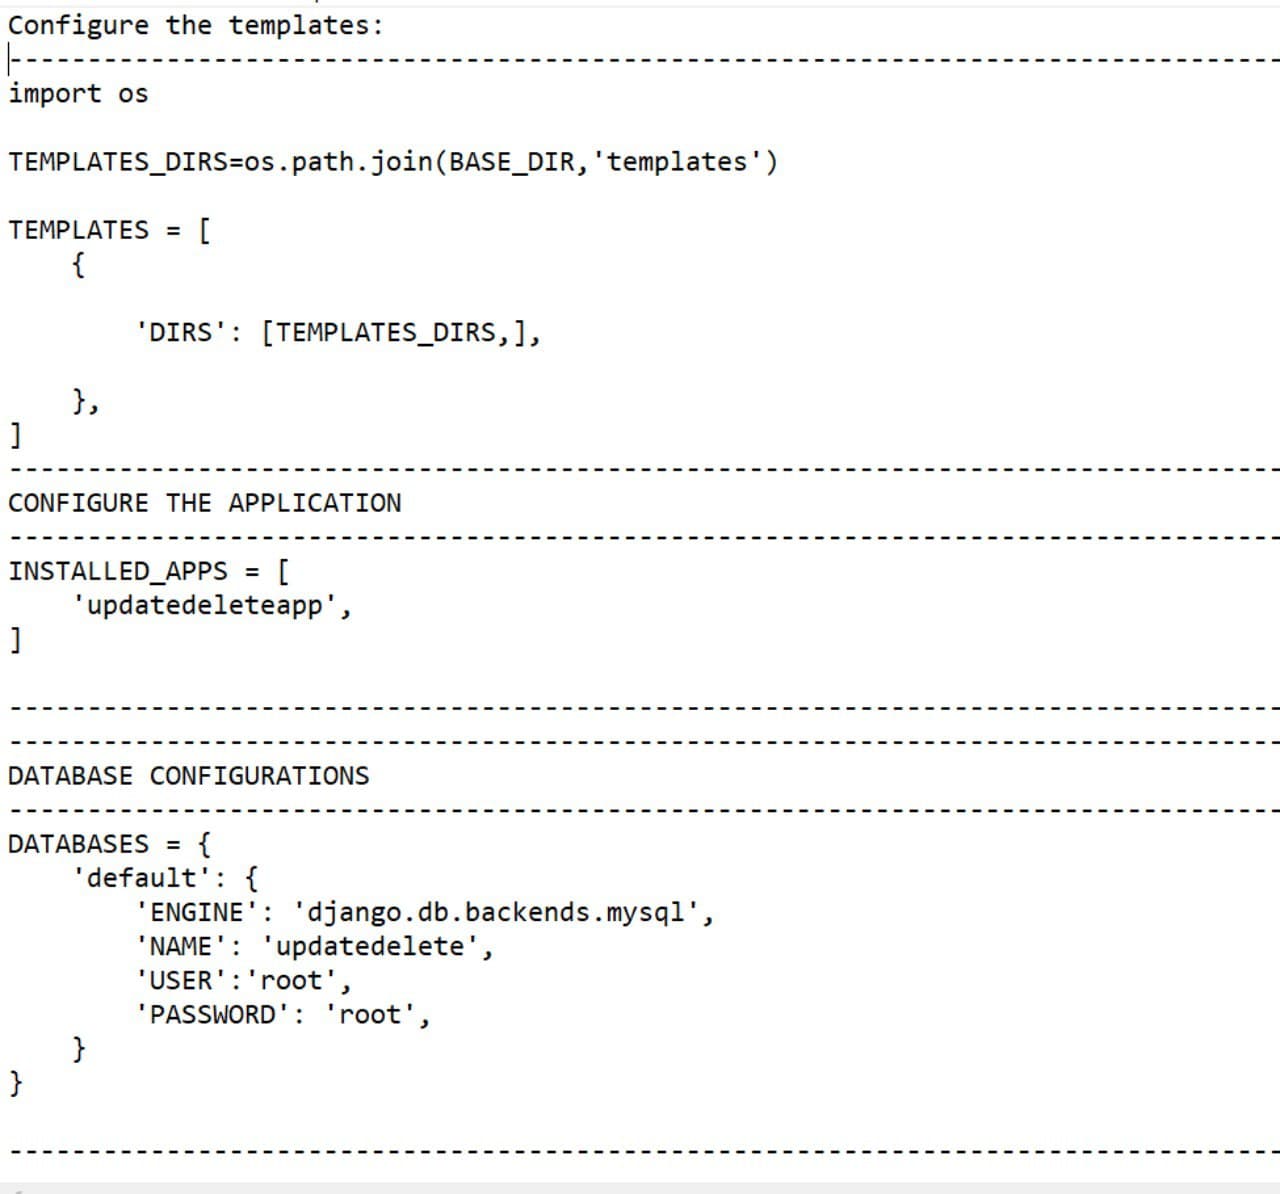 Configure the templates:
---------------------------------------------------------------------------------
import os
TEMPLATES_DIRS=os.path.join(BASE_DIR,'templates')
TEMPLATES = [
    {
        'DIRS': [TEMPLATES_DIRS,],
    },
]
---------------------------------------------------------------------------------
CONFIGURE THE APPLICATION
---------------------------------------------------------------------------------
INSTALLED_APPS = [
    'updatedeleteapp',
]
---------------------------------------------------------------------------------
---------------------------------------------------------------------------------
DATABASE CONFIGURATIONS
---------------------------------------------------------------------------------
DATABASES = {
    'default': {
        'ENGINE': 'django.db.backends.mysql',
        'NAME': 'updatedelete',
        'USER':'root',
        'PASSWORD': 'root',
    }
}
---------------------------------------------------------------------------------